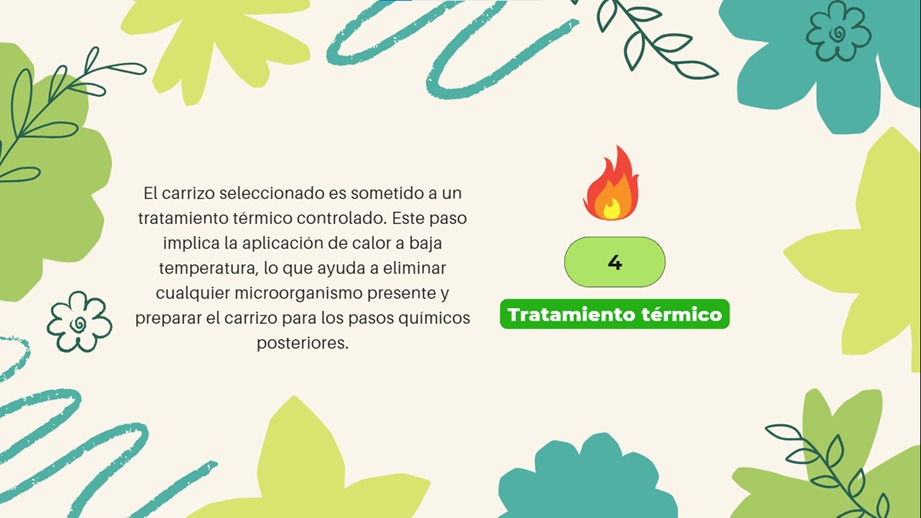 El carrizo seleccionado es sometido a un
tratamiento térmico controlado. Este paso
implica la aplicación de calor a baja
temperatura, lo que ayuda a eliminar
cualquier microorganismo presente y
preparar el carrizo para los pasos químicos
posteriores.
4
Tratamiento térmico